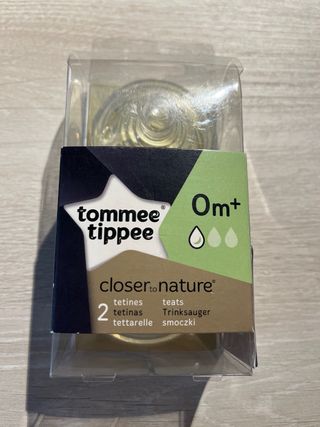 tommee
tippee
0m+
closer to nature®
2
tetines teats
tetinas Trinksauger
tettarelle smoczki